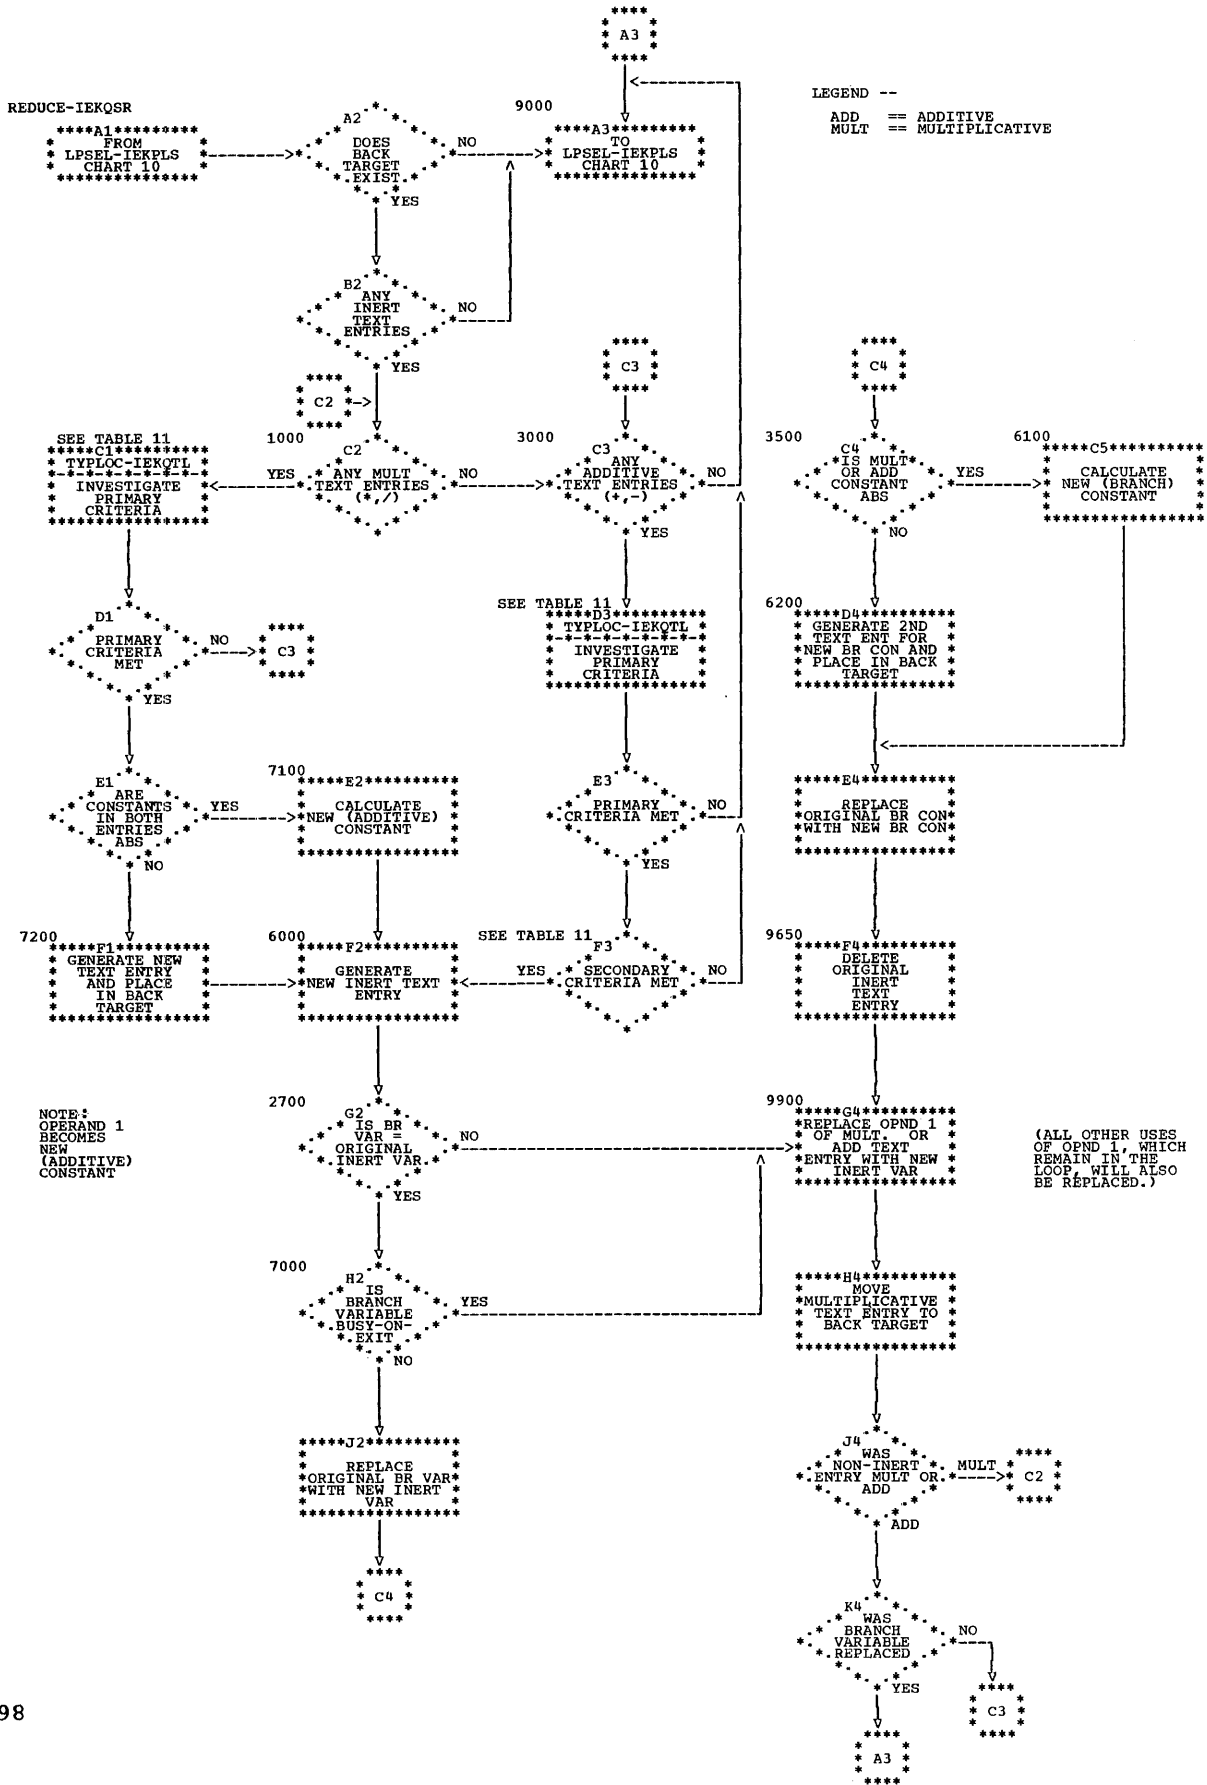 A3
LEGEND --
ADD == ADDITIVE
MULT == MULTIPLICATIVE
REDUCE-IEKQSR
A1
FROM
LPSEL-IEKPLS
CHART 10
A2
DOES
BACK
TARGET
EXIST
NO
YES
9000
A3
TO
LPSEL-IEKPLS
CHART 10
B2
ANY
INERT
TEXT
ENTRIES
NO
YES
C2
C3
C4
SEE TABLE 11
C1
TYPLOC-IEKQTL
INVESTIGATE
PRIMARY
CRITERIA
1000
C2
ANY MULT
TEXT ENTRIES
(*,/)
YES
NO
3000
C3
ANY
ADDITIVE
TEXT ENTRIES
(+,-)
NO
YES
3500
C4
IS MULT
OR ADD
CONSTANT
ABS
YES
NO
6100
C5
CALCULATE
NEW (BRANCH)
CONSTANT
D1
PRIMARY
CRITERIA
MET
NO
YES
C3
SEE TABLE 11
D3
TYPLOC-IEKQTL
INVESTIGATE
PRIMARY
CRITERIA
6200
D4
GENERATE 2ND
TEXT ENT FOR
NEW BR CON AND
PLACE IN BACK
TARGET
E1
ARE
CONSTANTS
IN BOTH
ENTRIES
ABS
YES
NO
7100
E2
CALCULATE
NEW (ADDITIVE)
CONSTANT
E3
PRIMARY
CRITERIA MET
NO
YES
E4
REPLACE
ORIGINAL BR CON
WITH NEW BR CON
7200
F1
GENERATE NEW
TEXT ENTRY
AND PLACE
IN BACK
TARGET
6000
F2
GENERATE
NEW INERT TEXT
ENTRY
SEE TABLE 11
F3
SECONDARY
CRITERIA MET
YES
NO
9650
F4
DELETE
ORIGINAL
INERT
TEXT
ENTRY
NOTE:
OPERAND 1
BECOMES
NEW
(ADDITIVE)
CONSTANT
2700
G2
IS BR
VAR =
ORIGINAL
INERT VAR.
NO
YES
9900
G4
REPLACE OPND 1
OF MULT. OR
ADD TEXT
ENTRY WITH NEW
INERT VAR
(ALL OTHER USES
OF OPND 1, WHICH
REMAIN IN THE
LOOP, WILL ALSO
BE REPLACED.)
7000
H2
IS
BRANCH
VARIABLE
BUSY-ON-
EXIT
YES
NO
H4
MOVE
MULTIPLICATIVE
TEXT ENTRY TO
BACK TARGET
J2
REPLACE
ORIGINAL BR VAR
WITH NEW INERT
VAR
J4
WAS
NON-INERT
ENTRY MULT OR
ADD
MULT
C2
ADD
C4
K4
WAS
BRANCH
VARIABLE
REPLACED
NO
YES
C3
A3
98